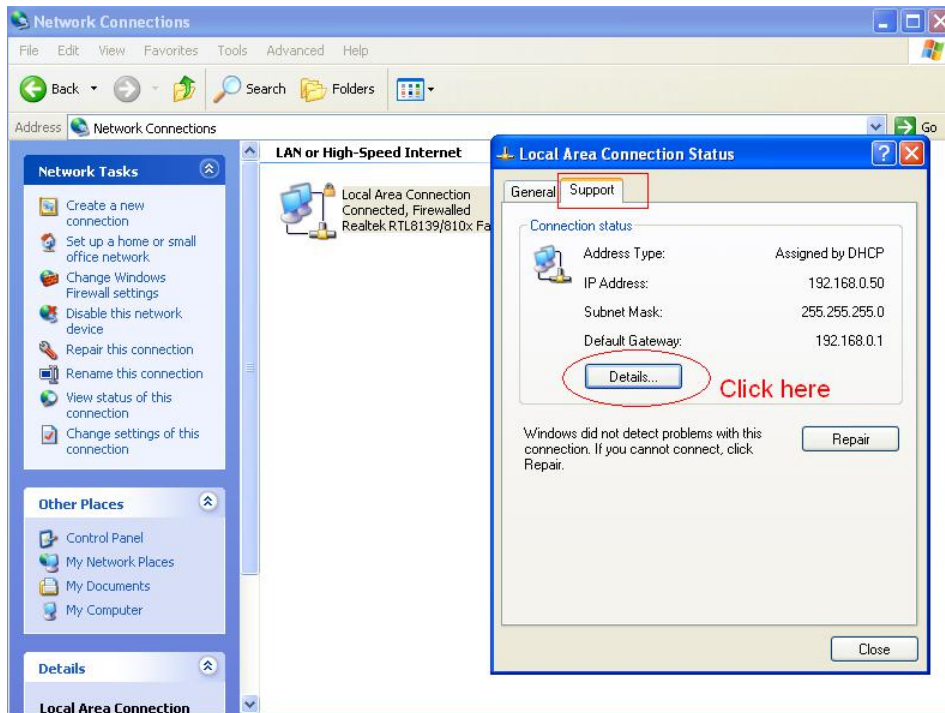 Network Connections
File Edit View Favorites Tools Advanced Help
Back Search Folders
Address Network Connections Go
Network Tasks
Create a new
connection
Set up a home or small
office network
Change Windows
Firewall settings
Disable this network
device
Repair this connection
Rename this connection
View status of this
connection
Change settings of this
connection
Other Places
Control Panel
My Network Places
My Documents
My Computer
Details
Local Area Connection
LAN or High-Speed Internet
Local Area Connection
Connected, Firewalled
Realtek RTL8139/810x Fa
Local Area Connection Status
General Support
Connection status
Address Type: Assigned by DHCP
IP Address: 192.168.0.50
Subnet Mask: 255.255.255.0
Default Gateway: 192.168.0.1
Details...
Click here
Windows did not detect problems with this
connection. If you cannot connect, click
Repair.
Repair
Close